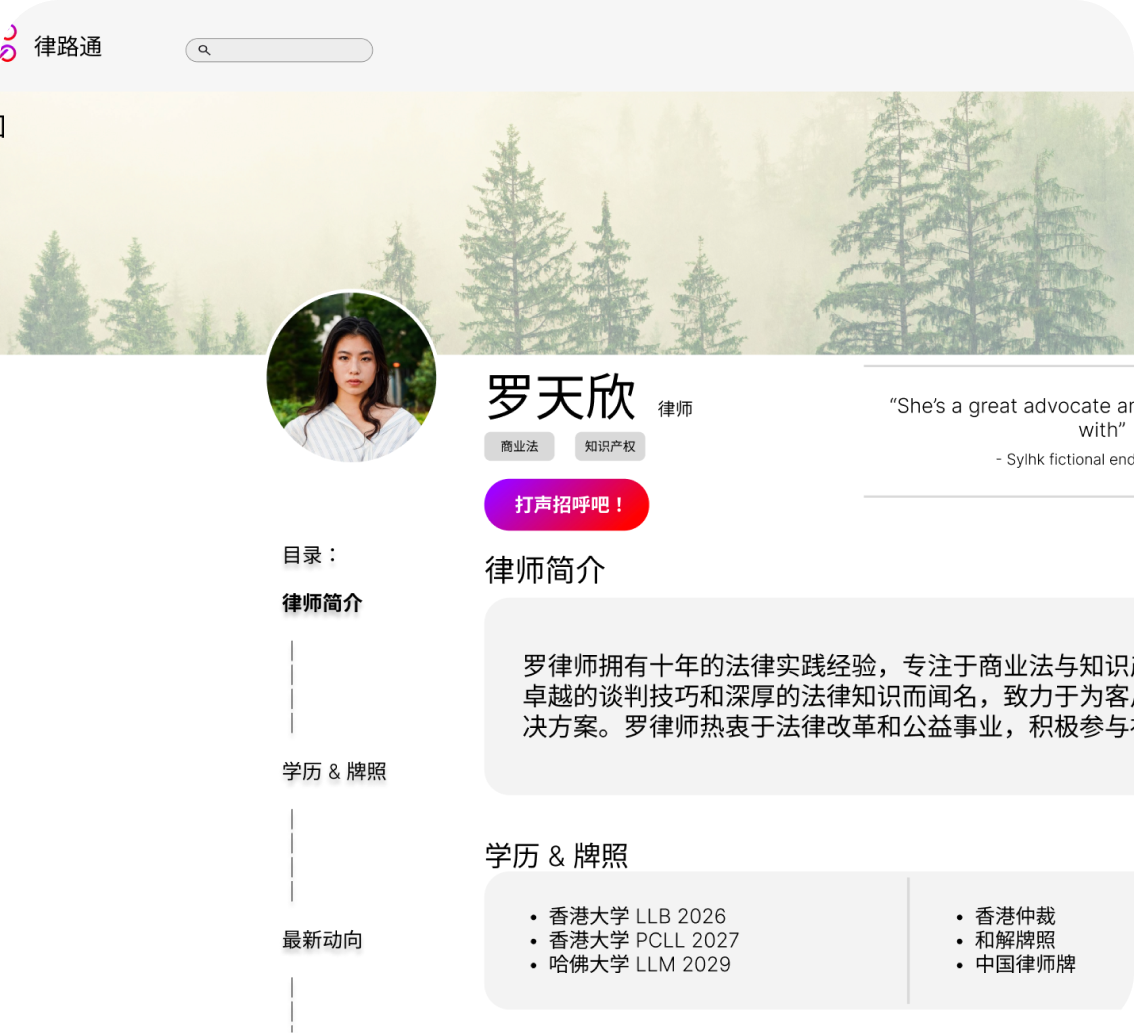 律路通
罗天欣 律师
商业法 知识产权
打声招呼吧！
“She’s a great advocate
with”
- Sylhk fictional
目录：
律师简介
学历 & 牌照
最新动向
律师简介
罗律师拥有十年的法律实践经验，专注于商业法与知识
卓越的谈判技巧和深厚的法律知识而闻名，致力于为客
决方案。罗律师热衷于法律改革和公益事业，积极参与
学历 & 牌照
• 香港大学 LLB 2026
• 香港大学 PCLL 2027
• 哈佛大学 LLM 2029
• 香港仲裁
• 和解牌照
• 中国律师牌